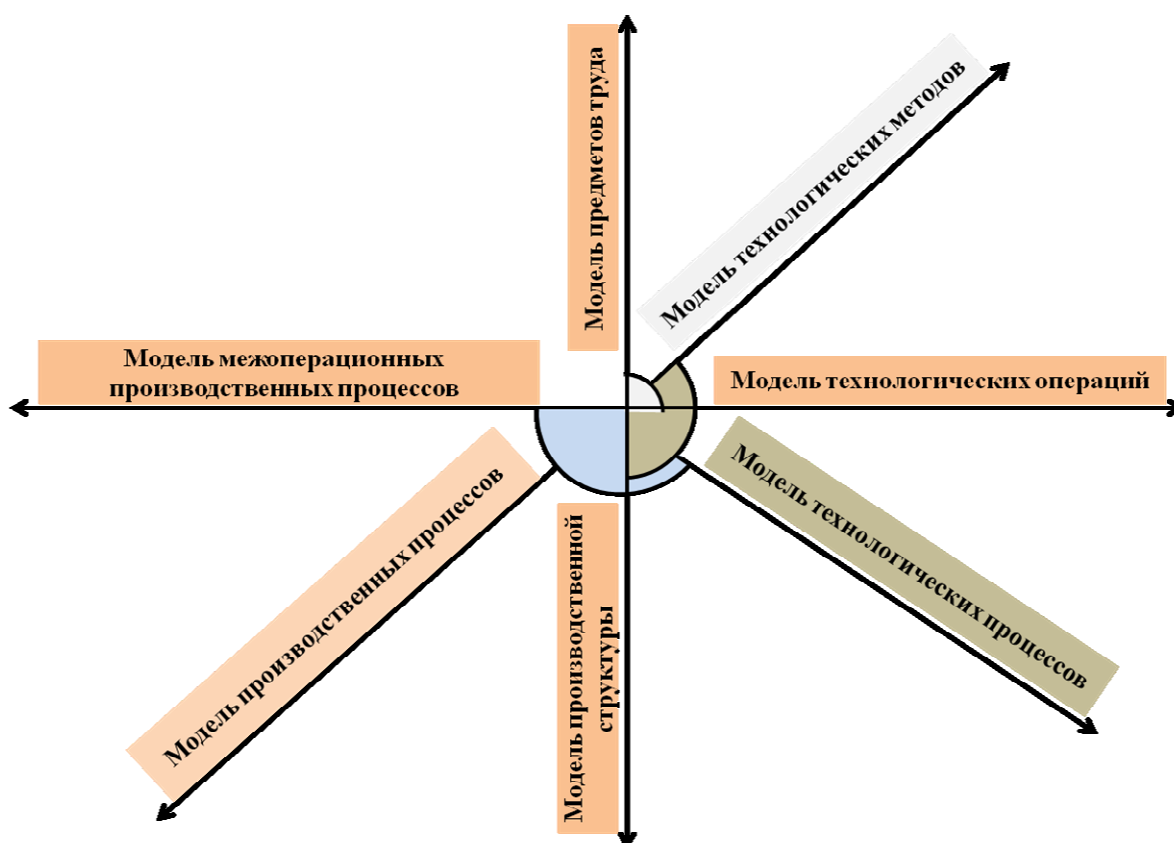 Модель предметов труда
Модель технологических методов
Модель межоперационных
производственных процессов
Модель технологических операций
Модель технологических процессов
Модель производственных процессов
Модель производственной
структуры